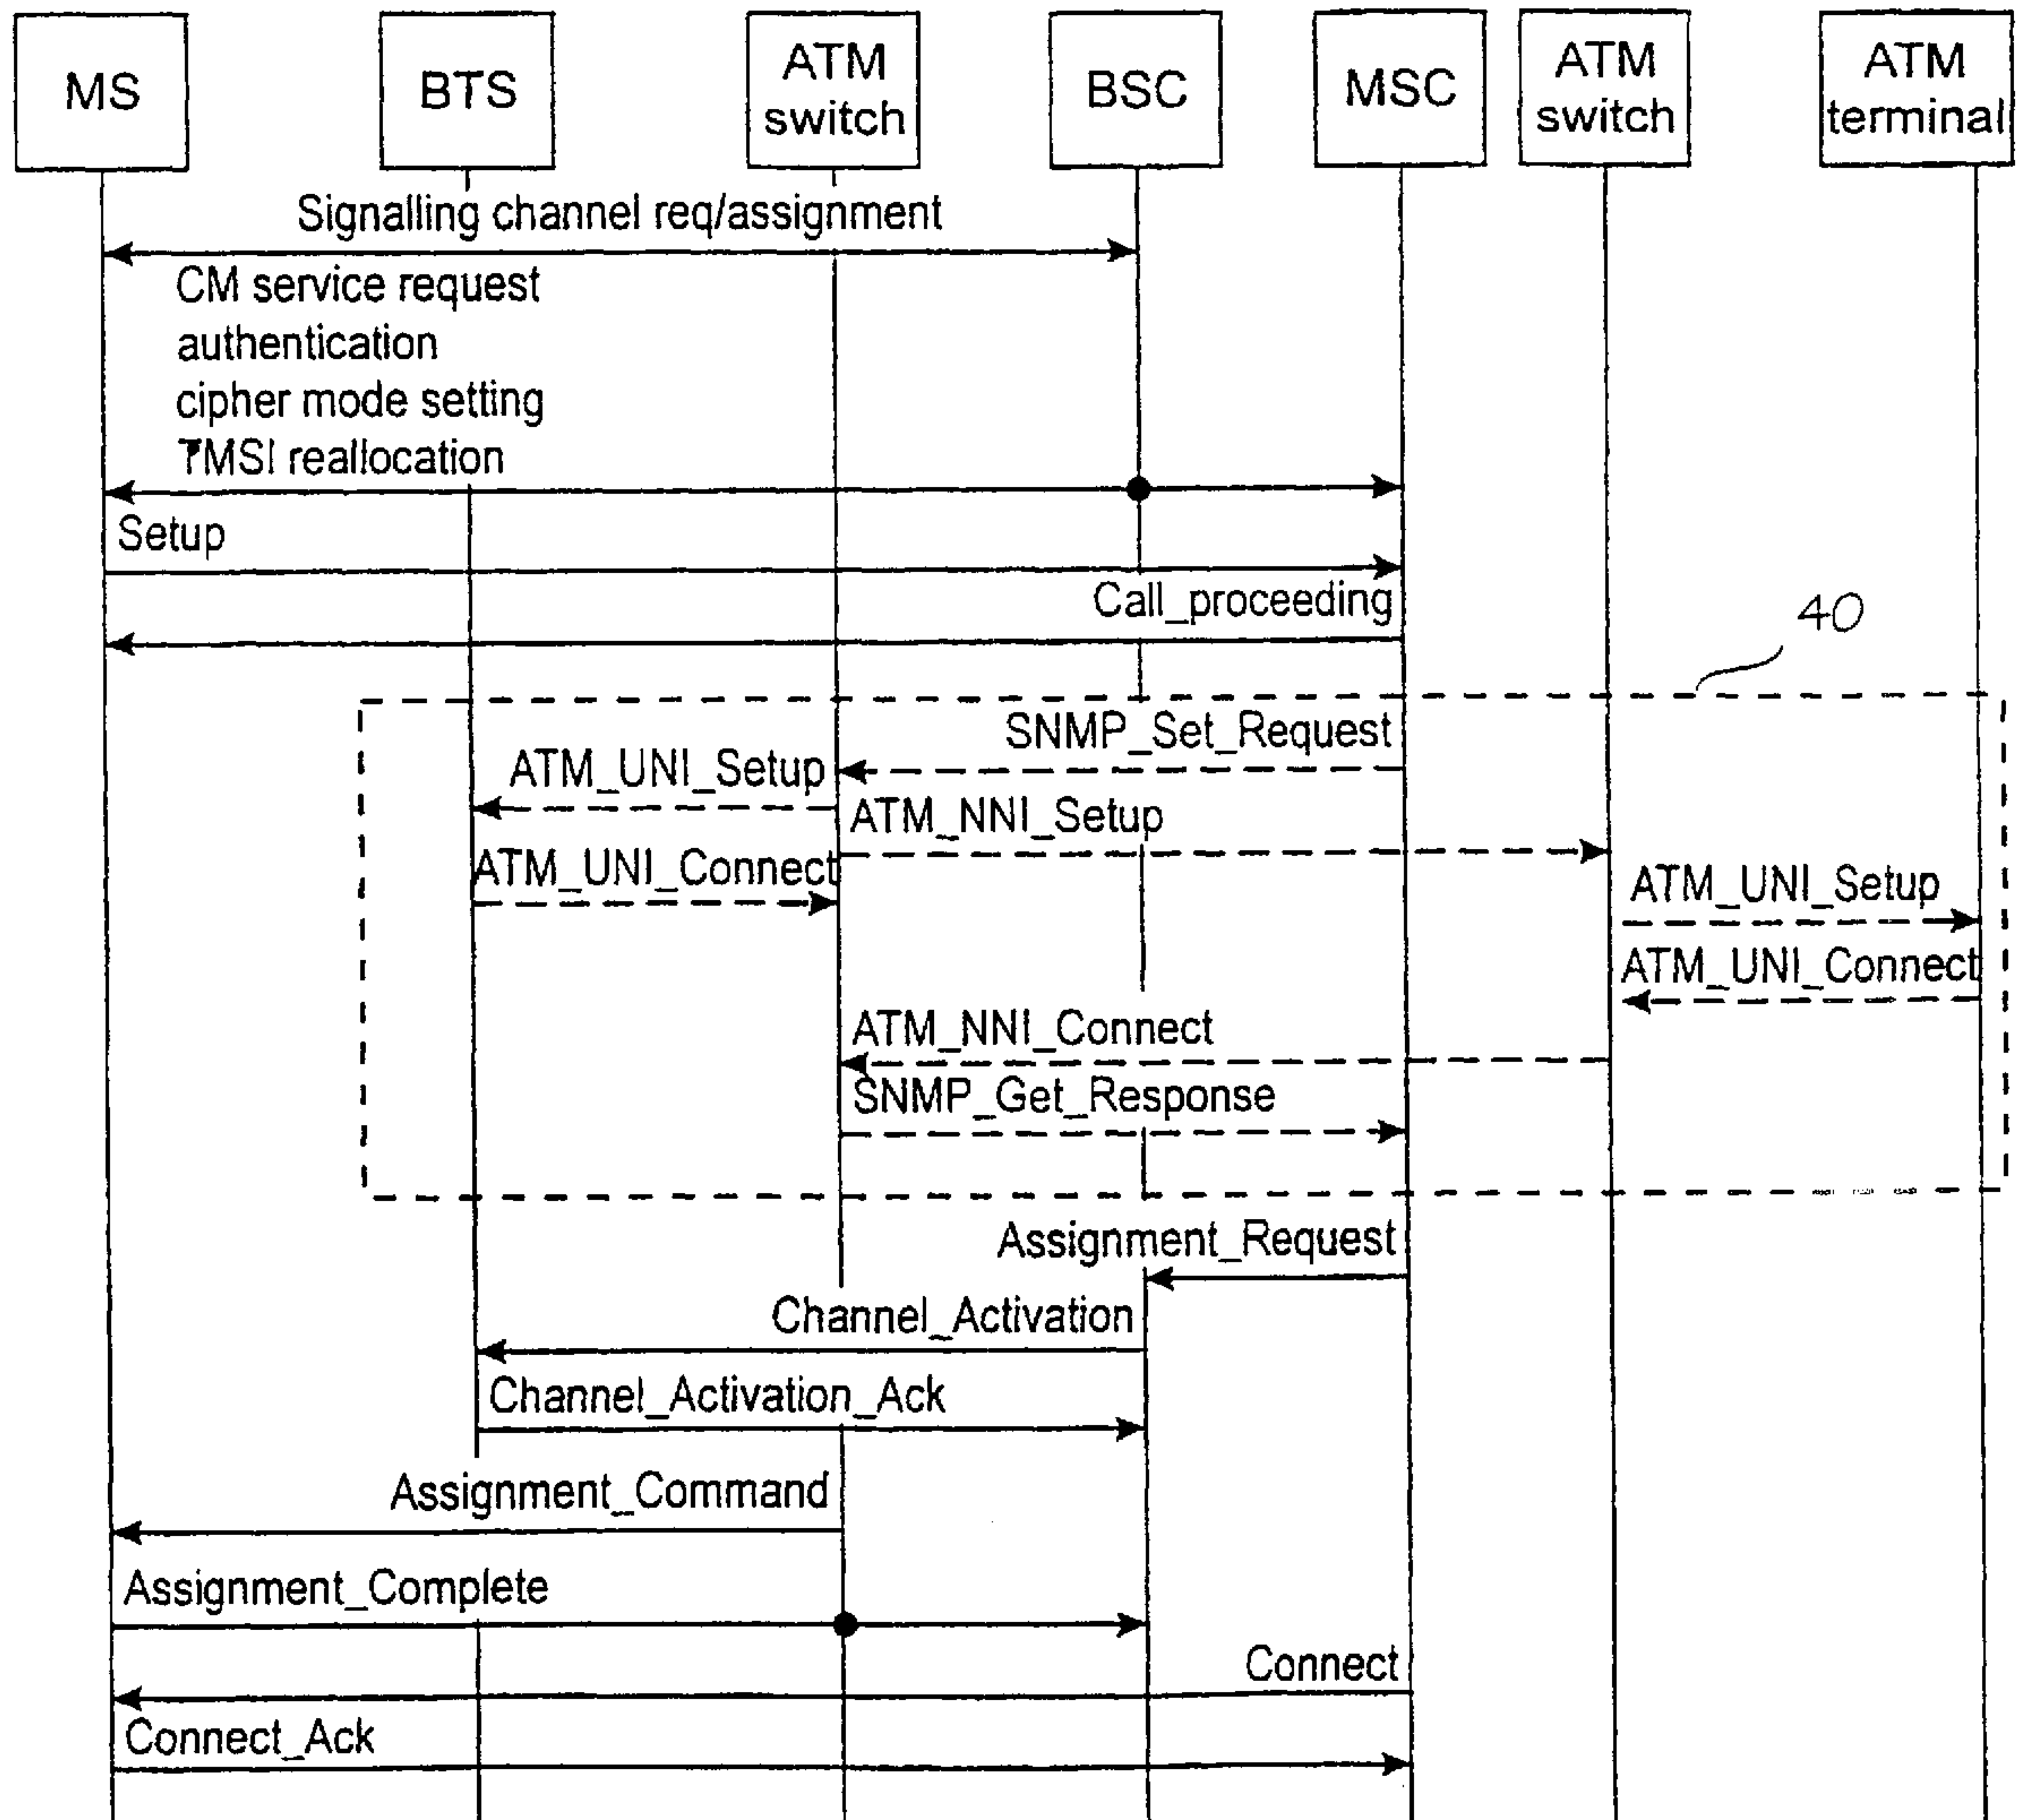 MS
BTS
ATM
switch
BSC
MSC
ATM
switch
ATM
terminal
Signalling channel req/assignment
CM service request
authentication
cipher mode setting
TMSI reallocation
Setup
Call_proceeding
40
SNMP_Set_Request
ATM_UNI_Setup
ATM_NNI_Setup
ATM_UNI_Connect
ATM_UNI_Setup
ATM_UNI_Connect
ATM_NNI_Connect
SNMP_Get_Response
Assignment_Request
Channel_Activation
Channel_Activation_Ack
Assignment_Command
Assignment_Complete
Connect
Connect_Ack